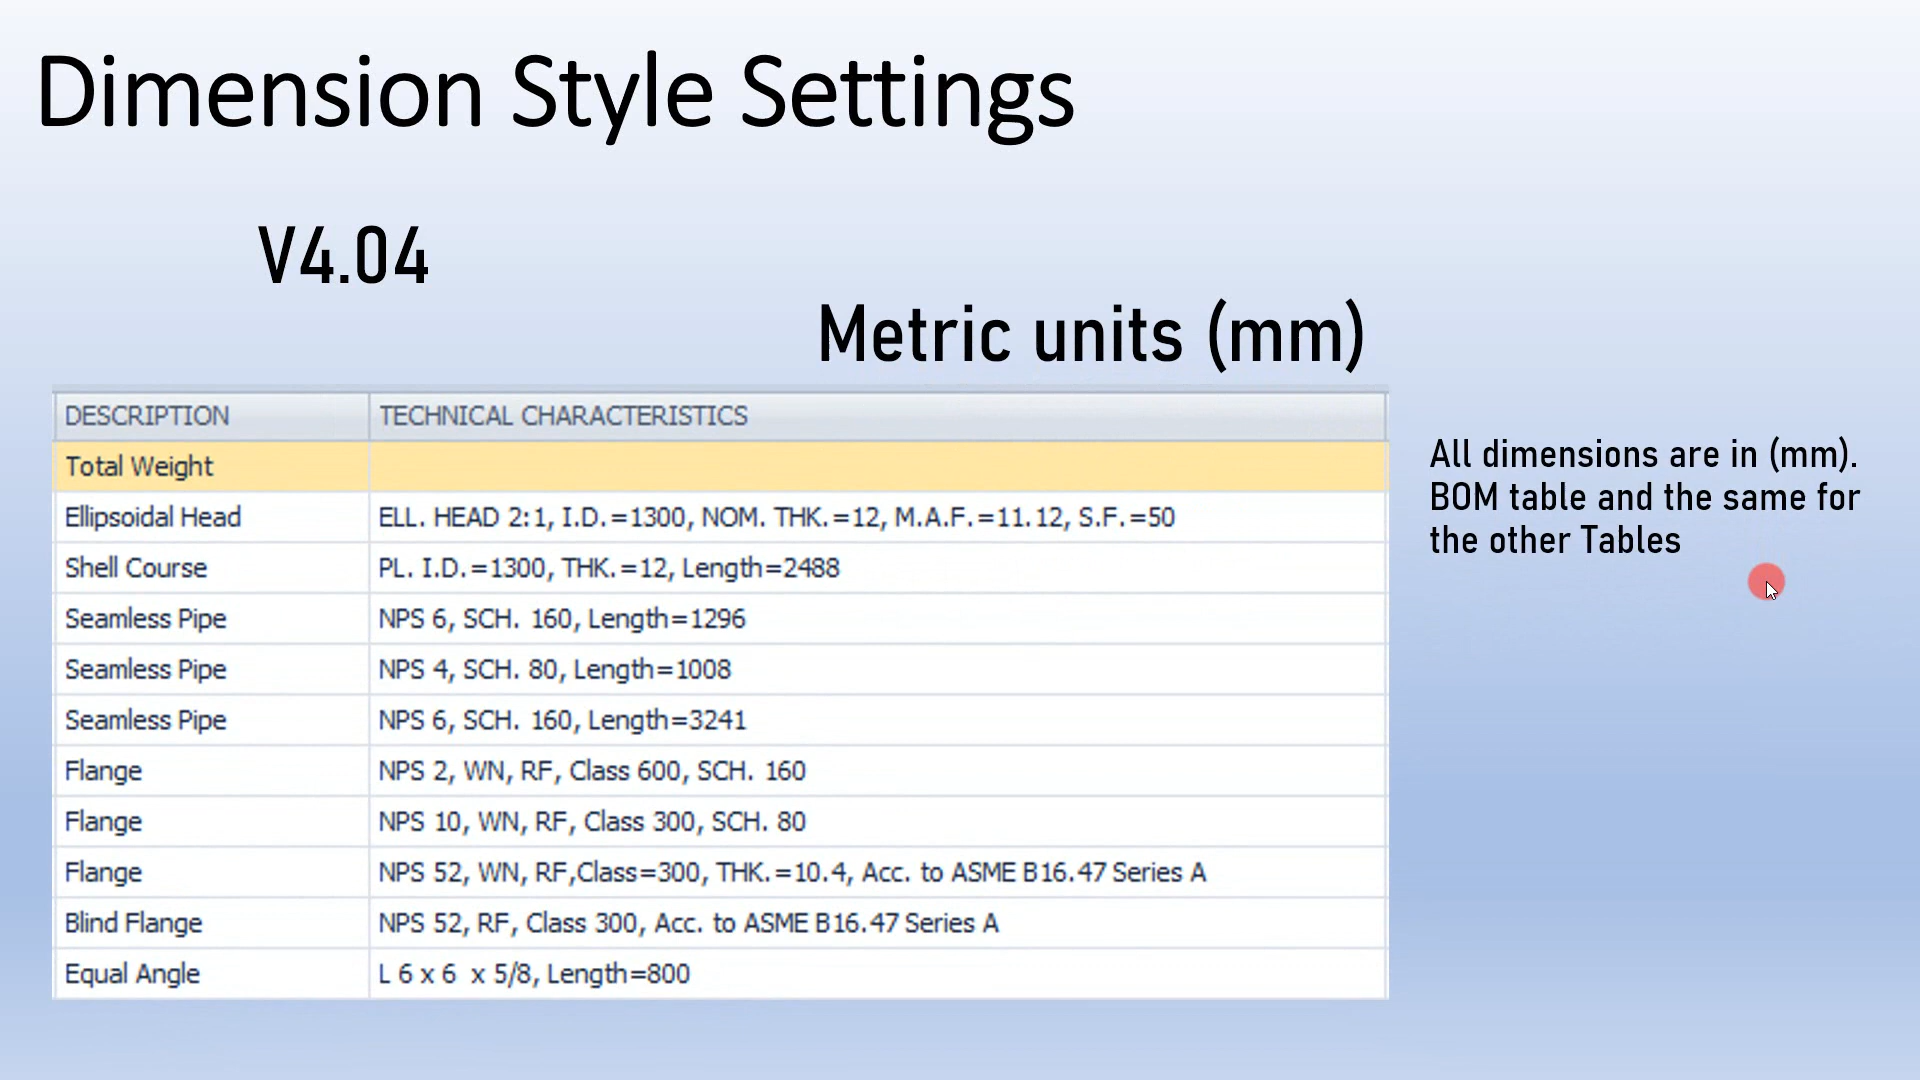 Dimension Style Settings
V4.04
Metric units (mm)
DESCRIPTION TECHNICAL CHARACTERISTICS
Total Weight
Ellipsoidal Head ELL. HEAD 2:1, I.D.=1300, NOM. THK.=12, M.A.F.=11.12, S.F.=50
Shell Course PL. I.D.=1300, THK.=12, Length=2488
Seamless Pipe NPS 6, SCH. 160, Length=1296
Seamless Pipe NPS 4, SCH. 80, Length=1008
Seamless Pipe NPS 6, SCH. 160, Length=3241
Flange NPS 2, WN, RF, Class 600, SCH. 160
Flange NPS 10, WN, RF, Class 300, SCH. 80
Flange NPS 52, WN, RF,Class=300, THK.=10.4, Acc. to ASME B16.47 Series A
Blind Flange NPS 52, RF, Class 300, Acc. to ASME B16.47 Series A
Equal Angle L 6 x 6 x 5/8, Length=800
All dimensions are in (mm).
BOM table and the same for
the other Tables